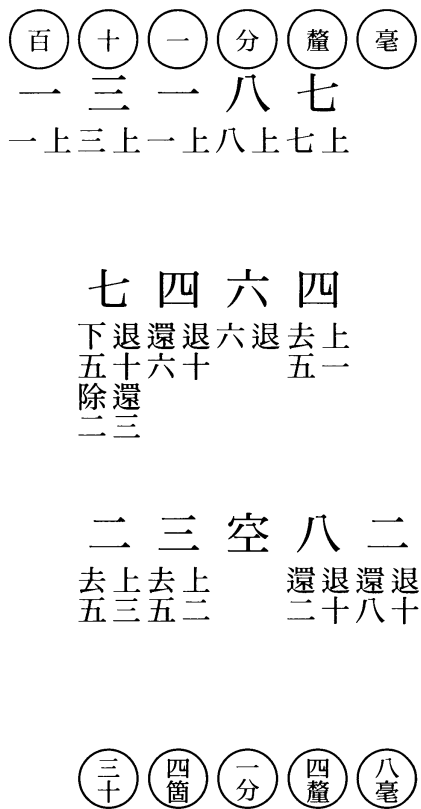 百 十 一 分 釐 毫
一 三 一 八 七
上一 上三 上一 上八 上七
七 四 六 四
退十還三下五除二 退十還六 退六 上一去五
二 三 空 八 二
上三去五 上二去五 退十還二 退十還八
三十 四箇 一分 四釐 八毫